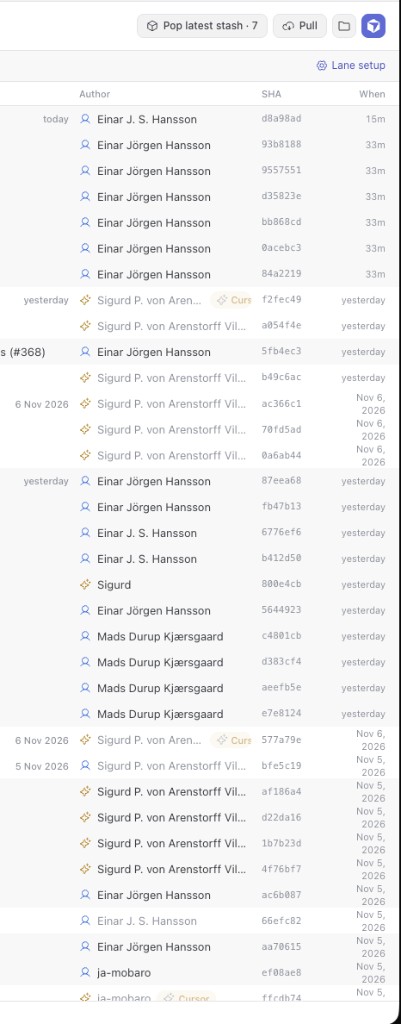 Pop latest stash · 7 Pull
Lane setup
Author SHA When
today Einar J. S. Hansson d8a98ad 15m
Einar Jörgen Hansson 93b8188 33m
Einar Jörgen Hansson 9557551 33m
Einar Jörgen Hansson d35823e 33m
Einar Jörgen Hansson bb868cd 33m
Einar Jörgen Hansson 0acebc3 33m
Einar Jörgen Hansson 84a2219 33m
yesterday Sigurd P. von Aren... Curs f2fec49 yesterday
Sigurd P. von Arenstorff Vil... a054f4e yesterday
s (#368) Einar Jörgen Hansson 5fb4ec3 yesterday
Sigurd P. von Arenstorff Vil... b49c6ac yesterday
6 Nov 2026 Sigurd P. von Arenstorff Vil... ac366c1 Nov 6, 2026
Sigurd P. von Arenstorff Vil... 70fd5ad Nov 6, 2026
Sigurd P. von Arenstorff Vil... 0a6ab44 Nov 6, 2026
yesterday Einar Jörgen Hansson 87eea68 yesterday
Einar Jörgen Hansson fb47b13 yesterday
Einar J. S. Hansson 6776ef6 yesterday
Einar J. S. Hansson b412d50 yesterday
Sigurd 800e4cb yesterday
Einar Jörgen Hansson 5644923 yesterday
Mads Durup Kjærsgaard c4801cb yesterday
Mads Durup Kjærsgaard d383cf4 yesterday
Mads Durup Kjærsgaard aeefb5e yesterday
Mads Durup Kjærsgaard e7e8124 yesterday
6 Nov 2026 Sigurd P. von Aren... Curs 577a79e Nov 6, 2026
5 Nov 2026 Sigurd P. von Arenstorff Vil... bfe5c19 Nov 5, 2026
Sigurd P. von Arenstorff Vil... af186a4 Nov 5, 2026
Sigurd P. von Arenstorff Vil... d22da16 Nov 5, 2026
Sigurd P. von Arenstorff Vil... 1b7b23d Nov 5, 2026
Sigurd P. von Arenstorff Vil... 4f76bf7 Nov 5, 2026
Einar Jörgen Hansson ac6b087 Nov 5, 2026
Einar J. S. Hansson 66efc82 Nov 5, 2026
Einar Jörgen Hansson aa70615 Nov 5, 2026
ja-mobaro ef08ae8 Nov 5, 2026
ja-mobaro Cursor ffcdb74 Nov 5,